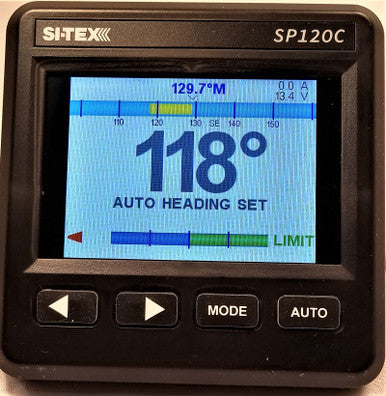 SI-TEX SP120C
129.7°M 0.0 A
13.4 V
110 120 130 SE 140 150
118°
AUTO HEADING SET
LIMIT
MODE AUTO